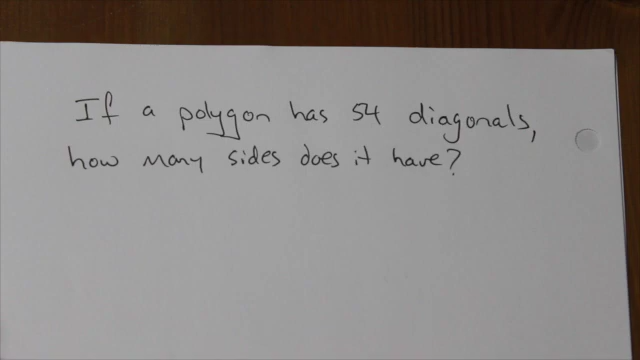 If a polygon has 54 diagonals,
how many sides does it have?